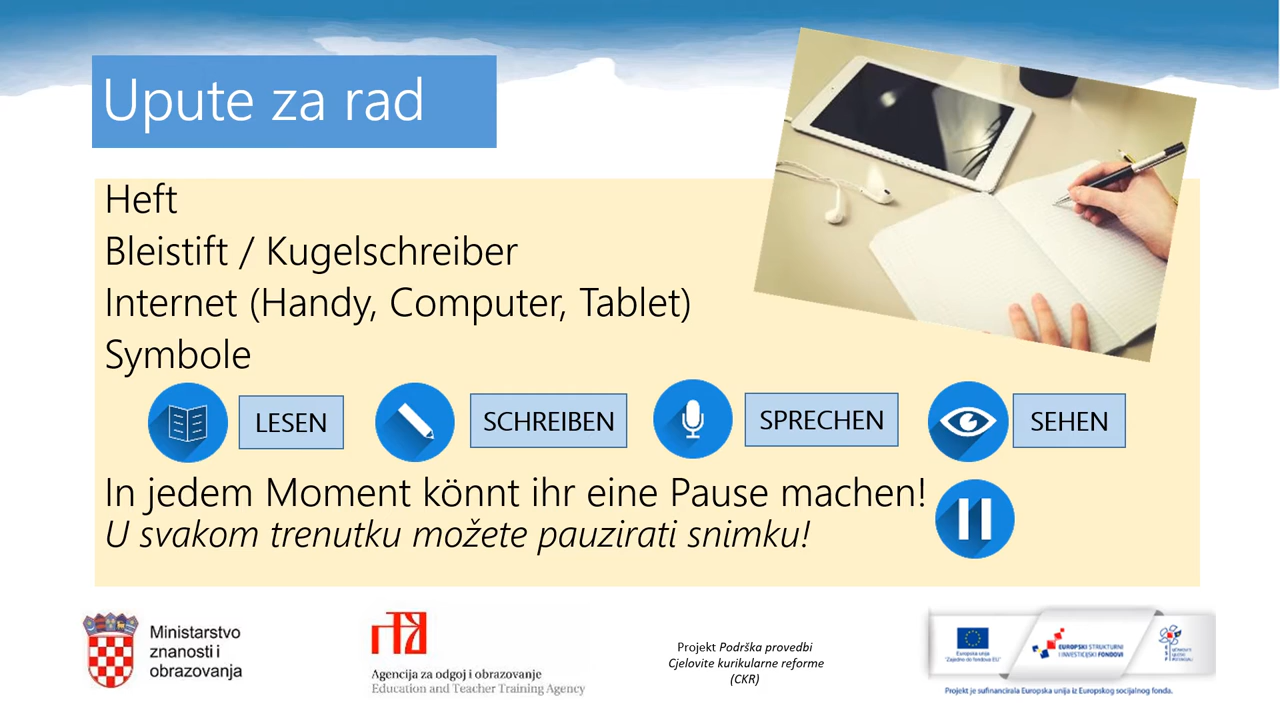 Upute za rad
Heft
Bleistift / Kugelschreiber
Internet (Handy, Computer, Tablet)
Symbole
LESEN
SCHREIBEN
SPRECHEN
SEHEN
In jedem Moment könnt ihr eine Pause machen!
U svakom trenutku možete pauzirati snimku!
Ministarstvo
znanosti i
obrazovanja
Agencija za odgoj i obrazovanje
Education and Teacher Training Agency
Projekt Podrška provedbi
Cjelovite kurikularne reforme
(CKR)
Europska unija
"Zajedno do fondova EU"
EUROPSKI STRUKTURNI
I INVESTICIJSKI FONDOVI
Projekt je sufinancirala Europska unija iz Europskog socijalnog fonda.